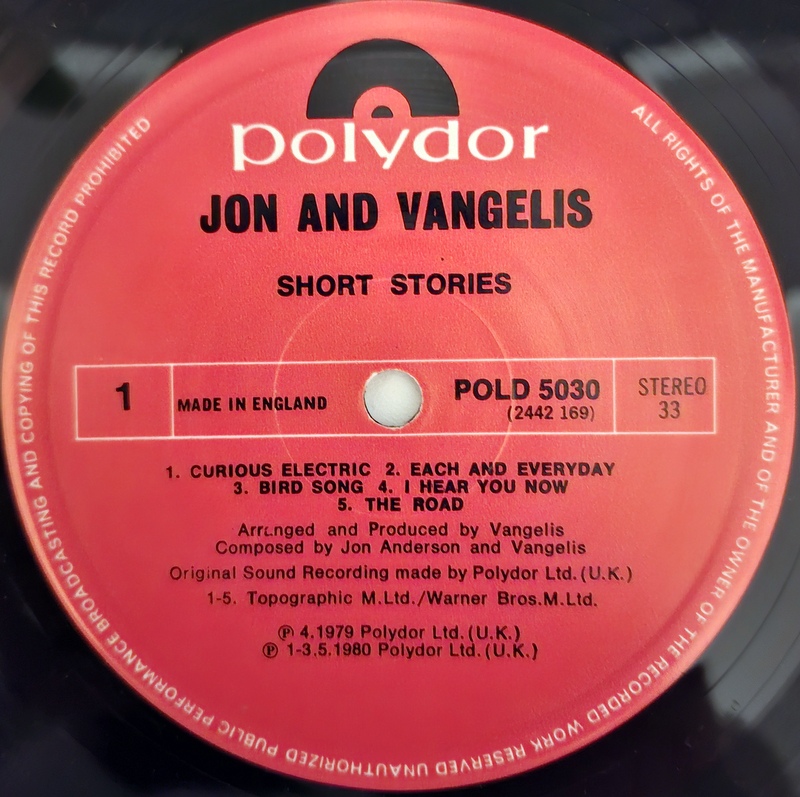 polydor
JON AND VANGELIS
SHORT STORIES
1
MADE IN ENGLAND
POLD 5030
(2442 169)
STEREO
33
1. CURIOUS ELECTRIC 2. EACH AND EVERYDAY
3. BIRD SONG 4. I HEAR YOU NOW
5. THE ROAD
Arranged and Produced by Vangelis
Composed by Jon Anderson and Vangelis
Original Sound Recording made by Polydor Ltd.(U.K.)
1-5. Topographic M.Ltd./Warner Bros.M.Ltd.
℗ 4.1979 Polydor Ltd.(U.K.)
℗ 1-3.5.1980 Polydor Ltd.(U.K.)
ALL RIGHTS OF THE MANUFACTURER AND OF THE OWNER OF THE RECORDED WORK RESERVED UNAUTHORIZED PUBLIC PERFORMANCE BROADCASTING AND COPYING OF THIS RECORD PROHIBITED